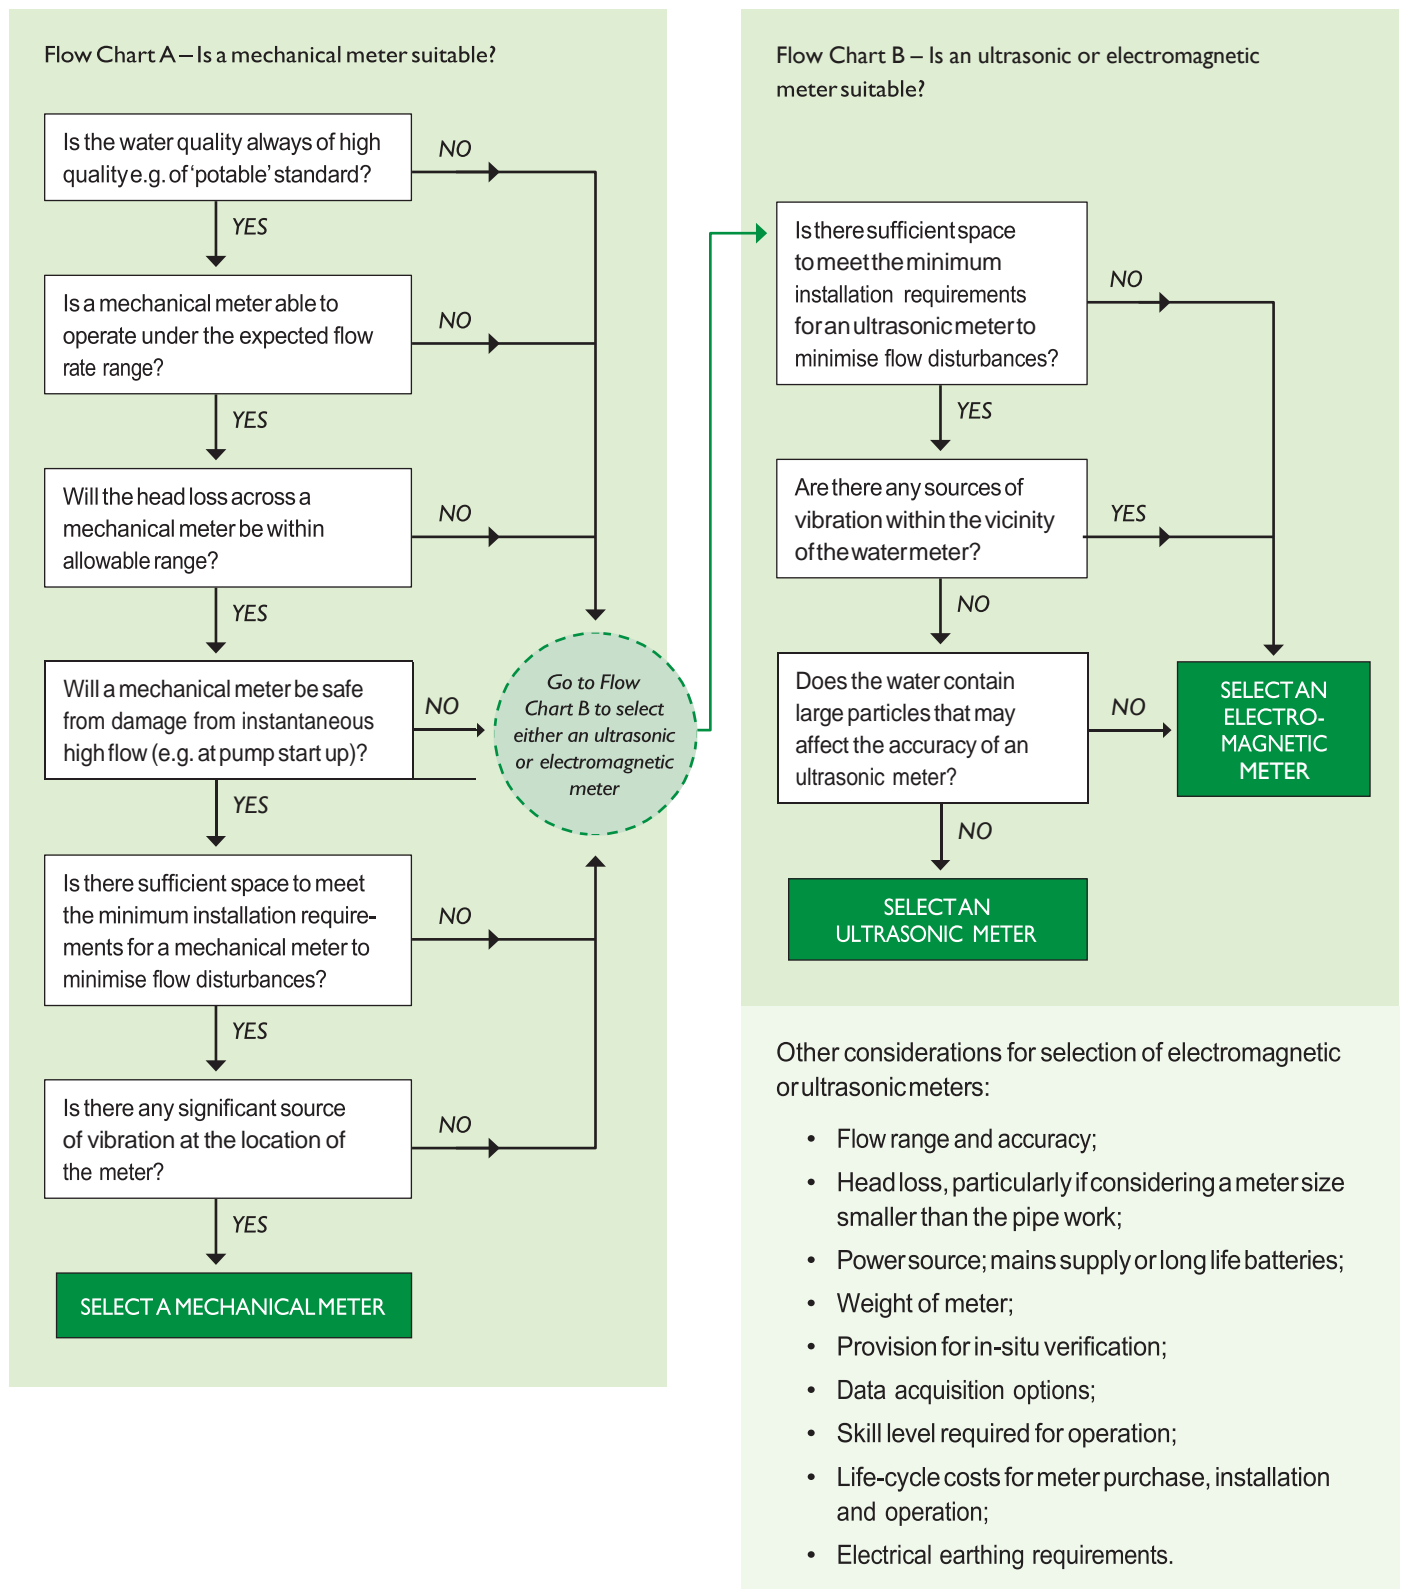 Flow Chart A – Is a mechanical meter suitable?
Is the water quality always of high
quality e.g. of ‘potable’ standard?
NO
YES
Is a mechanical meter able to
operate under the expected flow
rate range?
NO
YES
Will the head loss across a
mechanical meter be within
allowable range?
NO
YES
Will a mechanical meter be safe
from damage from instantaneous
high flow (e.g. at pump start up)?
NO
YES
Go to Flow
Chart B to select
either an ultrasonic
or electromagnetic
meter
Is there sufficient space to meet
the minimum installation require-
ments for a mechanical meter to
minimise flow disturbances?
NO
YES
Is there any significant source
of vibration at the location of
the meter?
NO
YES
SELECT A MECHANICAL METER
Flow Chart B – Is an ultrasonic or electromagnetic
meter suitable?
Is there sufficient space
to meet the minimum
installation requirements
for an ultrasonic meter to
minimise flow disturbances?
NO
YES
Are there any sources of
vibration within the vicinity
of the water meter?
YES
NO
Does the water contain
large particles that may
affect the accuracy of an
ultrasonic meter?
NO
SELECT AN
ELECTRO-
MAGNETIC
METER
NO
SELECT AN
ULTRASONIC METER
Other considerations for selection of electromagnetic
or ultrasonic meters:
• Flow range and accuracy;
• Head loss, particularly if considering a meter size
smaller than the pipe work;
• Power source; mains supply or long life batteries;
• Weight of meter;
• Provision for in-situ verification;
• Data acquisition options;
• Skill level required for operation;
• Life-cycle costs for meter purchase, installation
and operation;
• Electrical earthing requirements.